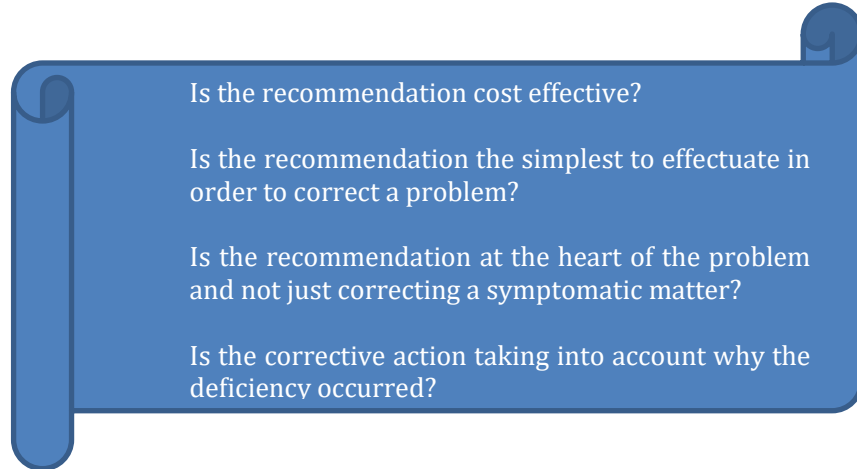 Is the recommendation cost effective?
Is the recommendation the simplest to effectuate in
order to correct a problem?
Is the recommendation at the heart of the problem
and not just correcting a symptomatic matter?
Is the corrective action taking into account why the
deficiency occurred?